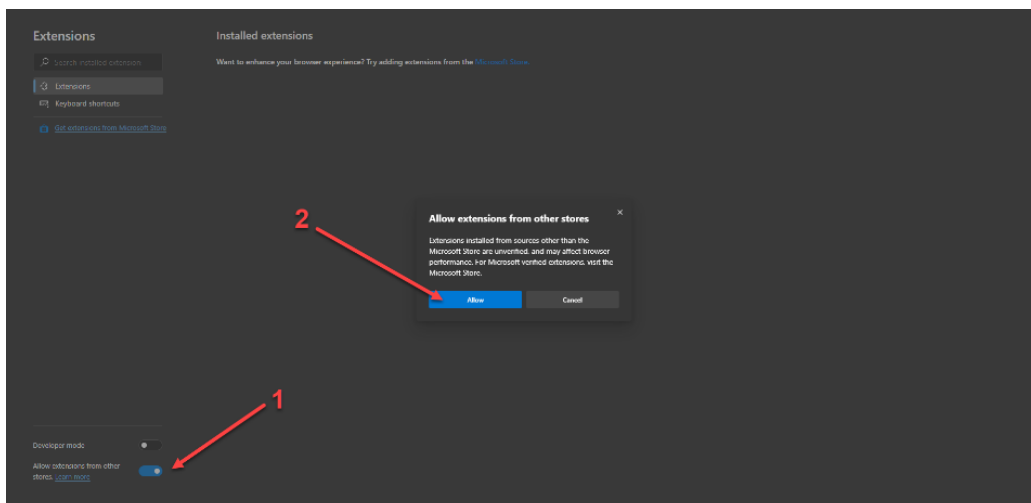 Extensions
Search installed extension
Extensions
Keyboard shortcuts
Get extensions from Microsoft Store
Installed extensions
Want to enhance your browser experience? Try adding extensions from the Microsoft Store.
2
Allow extensions from other stores
Extensions installed from sources other than the
Microsoft Store are unverified, and may affect browser
performance. For Microsoft verified extensions, visit the
Microsoft Store.
Allow
Cancel
1
Developer mode
Allow extensions from other
stores. Learn more